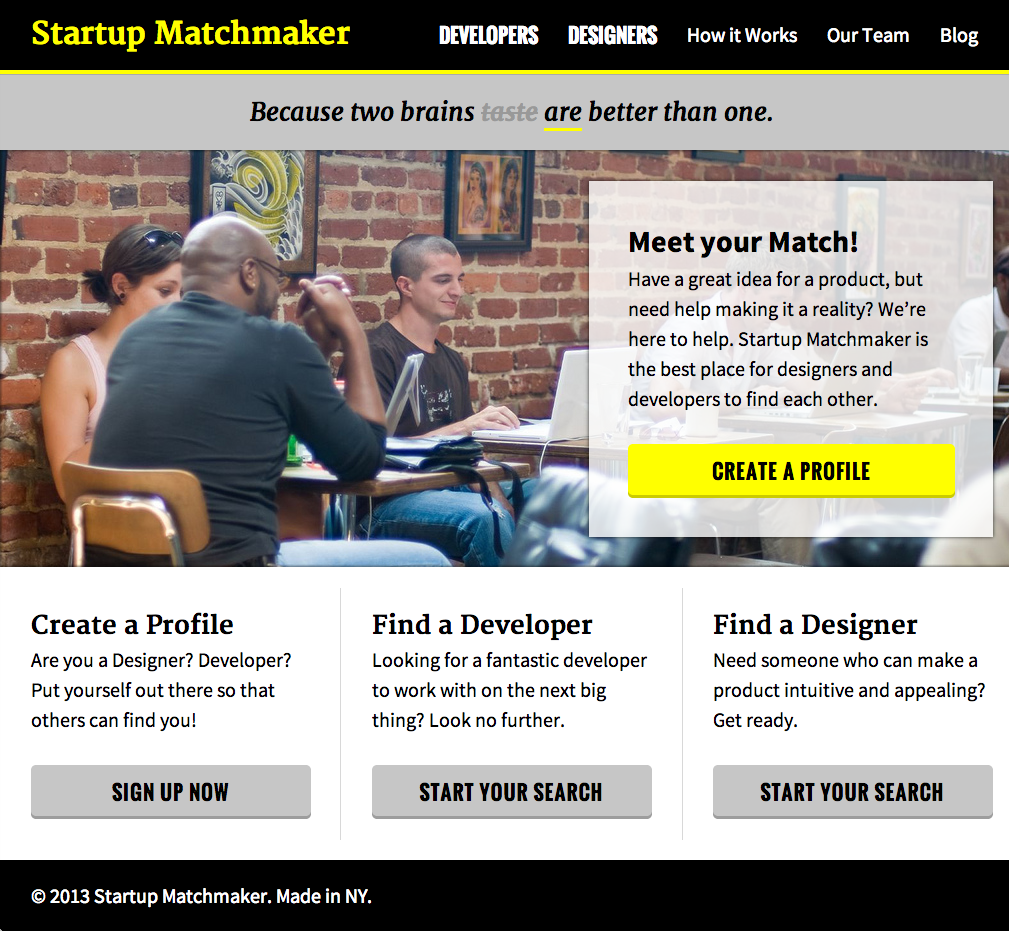 Startup Matchmaker DEVELOPERS DESIGNERS How it Works Our Team Blog
Because two brains taste are better than one.
Meet your Match!
Have a great idea for a product, but
need help making it a reality? We’re
here to help. Startup Matchmaker is
the best place for designers and
developers to find each other.
CREATE A PROFILE
Create a Profile
Are you a Designer? Developer?
Put yourself out there so that
others can find you!
SIGN UP NOW
Find a Developer
Looking for a fantastic developer
to work with on the next big
thing? Look no further.
START YOUR SEARCH
Find a Designer
Need someone who can make a
product intuitive and appealing?
Get ready.
START YOUR SEARCH
© 2013 Startup Matchmaker. Made in NY.